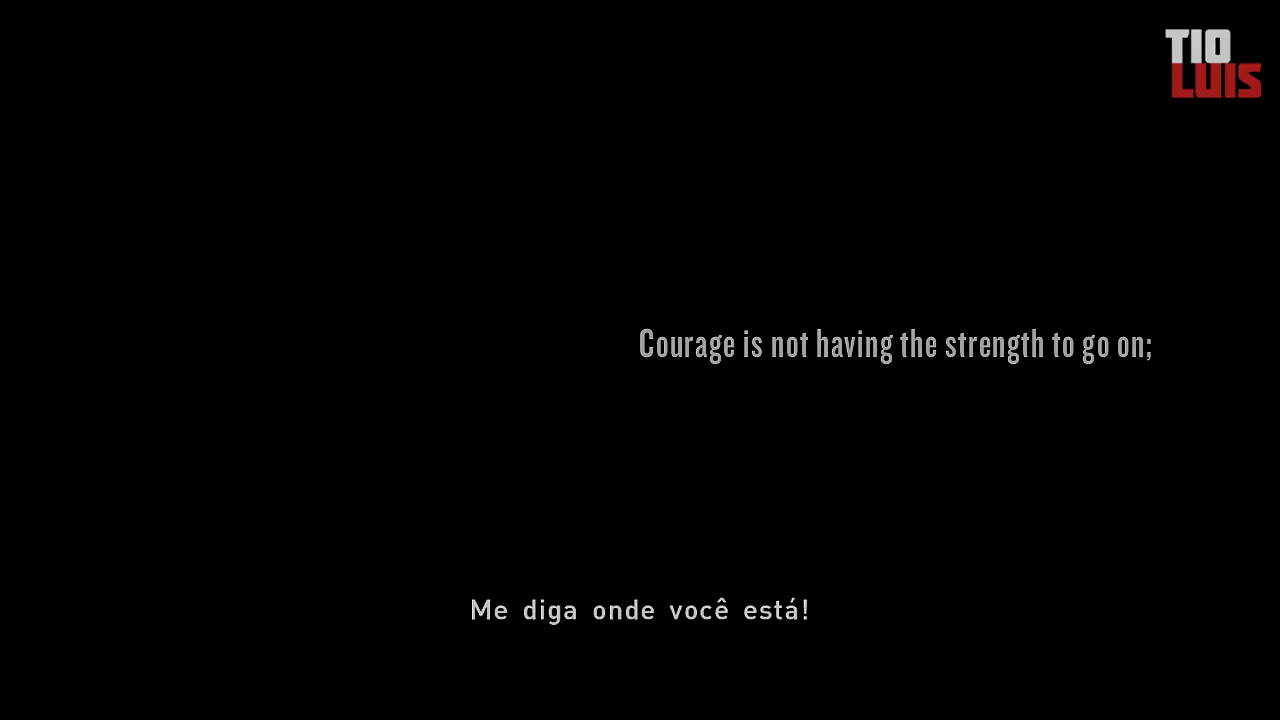 TIO
LUIS
Courage is not having the strength to go on;
Me diga onde você está!